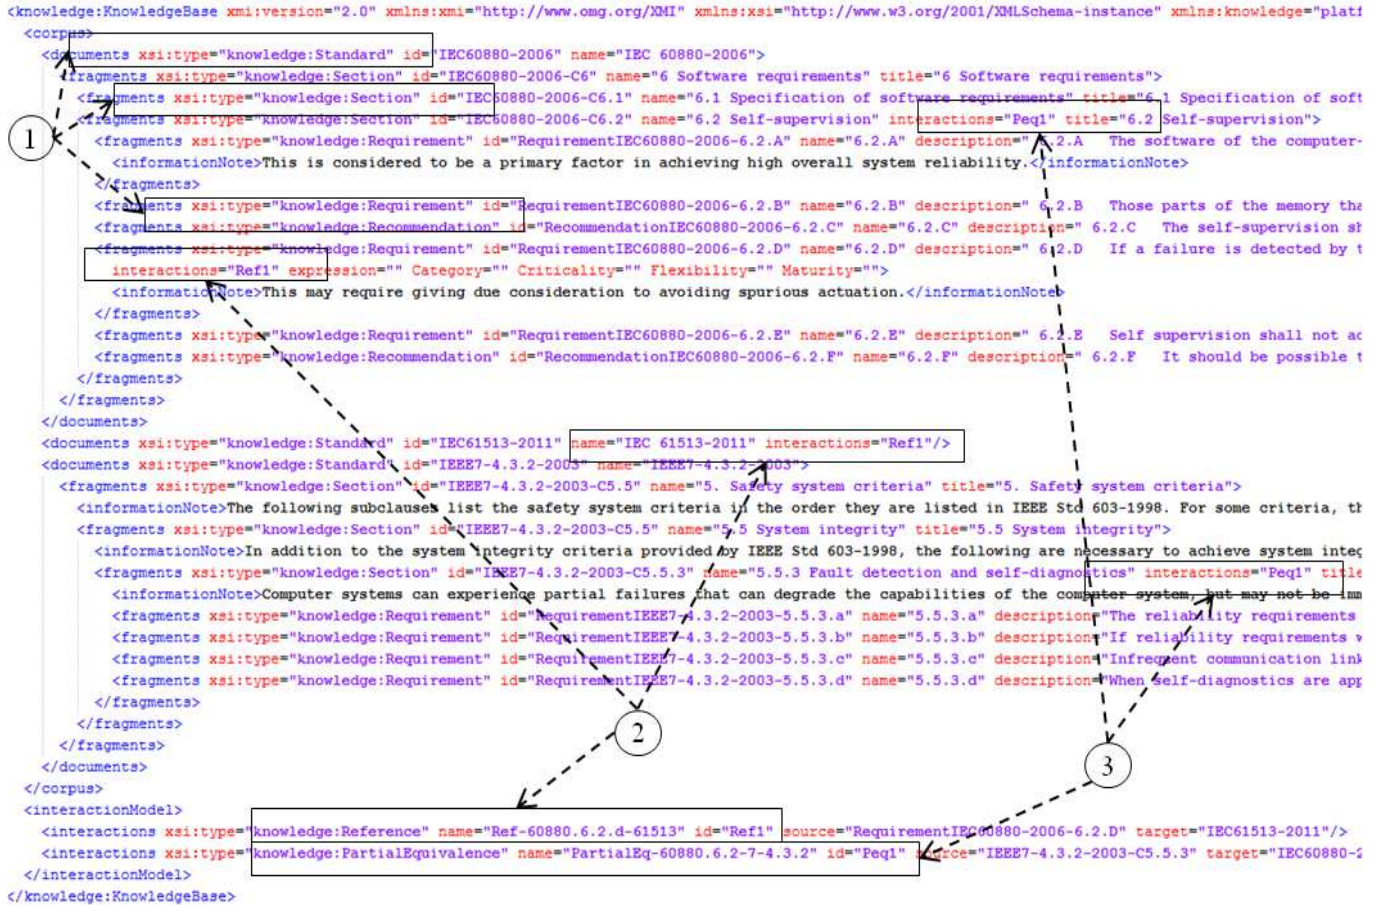 <knowledge:KnowledgeBase xmi:version="2.0" xmlns:xmi="http://www.omg.org/XMI" xmlns:xsi="http://www.w3.org/2001/XMLSchema-instance" xmlns:knowledge="platf
<corpus>
<documents xsi:type="knowledge:Standard" id="IEC60880-2006" name="IEC 60880-2006">
<fragments xsi:type="knowledge:Section" id="IEC60880-2006-C6" name="6 Software requirements" title="6 Software requirements">
<fragments xsi:type="knowledge:Section" id="IEC60880-2006-C6.1" name="6.1 Specification of software requirements" title="6.1 Specification of soft
<fragments xsi:type="knowledge:Section" id="IEC60880-2006-C6.2" name="6.2 Self-supervision" interactions="Peq1" title="6.2 Self-supervision">
1
<fragments xsi:type="knowledge:Requirement" id="RequirementIEC60880-2006-6.2.A" name="6.2.A" description=" 6.2.A The software of the computer-
<informationNote>This is considered to be a primary factor in achieving high overall system reliability.</informationNote>
</fragments>
<fragments xsi:type="knowledge:Requirement" id="RequirementIEC60880-2006-6.2.B" name="6.2.B" description=" 6.2.B Those parts of the memory tha
<fragments xsi:type="knowledge:Recommendation" id="RecommendationIEC60880-2006-6.2.C" name="6.2.C" description=" 6.2.C The self-supervision sh
<fragments xsi:type="knowledge:Requirement" id="RequirementIEC60880-2006-6.2.D" name="6.2.D" description=" 6.2.D If a failure is detected by t
interactions="Ref1" expression="" Category="" Criticality="" Flexibility="" Maturity="">
<informationNote>This may require giving due consideration to avoiding spurious actuation.</informationNote>
</fragments>
<fragments xsi:type="knowledge:Requirement" id="RequirementIEC60880-2006-6.2.E" name="6.2.E" description=" 6.2.E Self supervision shall not ad
<fragments xsi:type="knowledge:Recommendation" id="RecommendationIEC60880-2006-6.2.F" name="6.2.F" description=" 6.2.F It should be possible t
</fragments>
</fragments>
</documents>
<documents xsi:type="knowledge:Standard" id="IEC61513-2011" name="IEC 61513-2011" interactions="Ref1"/>
<documents xsi:type="knowledge:Standard" id="IEEE7-4.3.2-2003" name="IEEE7-4.3.2-2003">
<fragments xsi:type="knowledge:Section" id="IEEE7-4.3.2-2003-C5.5" name="5. Safety system criteria" title="5. Safety system criteria">
<informationNote>The following subclauses list the safety system criteria in the order they are listed in IEEE Std 603-1998. For some criteria, th
<fragments xsi:type="knowledge:Section" id="IEEE7-4.3.2-2003-C5.5" name="5.5 System integrity" title="5.5 System integrity">
<informationNote>In addition to the system integrity criteria provided by IEEE Std 603-1998, the following are necessary to achieve system integ
<fragments xsi:type="knowledge:Section" id="IEEE7-4.3.2-2003-C5.5.3" name="5.5.3 Fault detection and self-diagnostics" interactions="Peq1" title
<informationNote>Computer systems can experience partial failures that can degrade the capabilities of the computer system, but may not be imm
<fragments xsi:type="knowledge:Requirement" id="RequirementIEEE7-4.3.2-2003-5.5.3.a" name="5.5.3.a" description="The reliability requirements
<fragments xsi:type="knowledge:Requirement" id="RequirementIEEE7-4.3.2-2003-5.5.3.b" name="5.5.3.b" description="If reliability requirements w
<fragments xsi:type="knowledge:Requirement" id="RequirementIEEE7-4.3.2-2003-5.5.3.c" name="5.5.3.c" description="Infrequent communication link
<fragments xsi:type="knowledge:Requirement" id="RequirementIEEE7-4.3.2-2003-5.5.3.d" name="5.5.3.d" description="When self-diagnostics are app
</fragments>
</fragments>
2
</fragments>
3
</documents>
</corpus>
<interactionModel>
<interactions xsi:type="knowledge:Reference" name="Ref-60880.6.2.d-61513" id="Ref1" source="RequirementIEC60880-2006-6.2.D" target="IEC61513-2011"/>
<interactions xsi:type="knowledge:PartialEquivalence" name="PartialEq-60880.6.2-7-4.3.2" id="Peq1" source="IEEE7-4.3.2-2003-C5.5.3" target="IEC60880-2
</interactionModel>
</knowledge:KnowledgeBase>